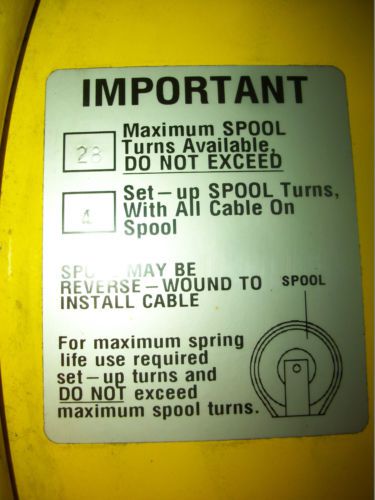 IMPORTANT
28 Maximum SPOOL
Turns Available,
DO NOT EXCEED
4 Set-up SPOOL Turns,
With All Cable On
Spool
SPOOL MAY BE
REVERSE-WOUND TO
INSTALL CABLE
SPOOL
For maximum spring
life use required
set-up turns and
DO NOT exceed
maximum spool turns.